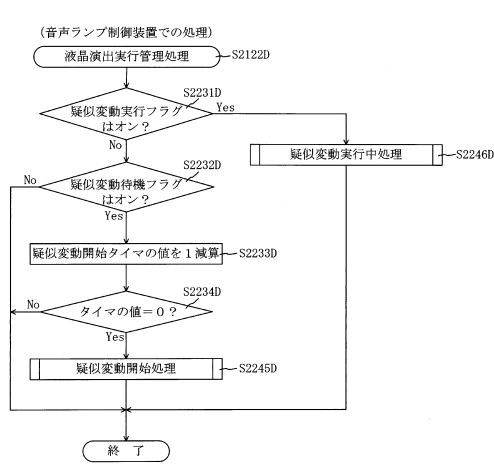 (音声ランプ制御装置での処理)
液晶演出実行管理処理
S2122D
S2231D
疑似変動実行フラグ
はオン?
Yes
No
疑似変動実行中処理
S2246D
S2232D
疑似変動待機フラグ
はオン?
No
Yes
疑似変動開始タイマの値を1減算
S2233D
S2234D
タイマの値=0?
No
Yes
疑似変動開始処理
S2245D
終 了